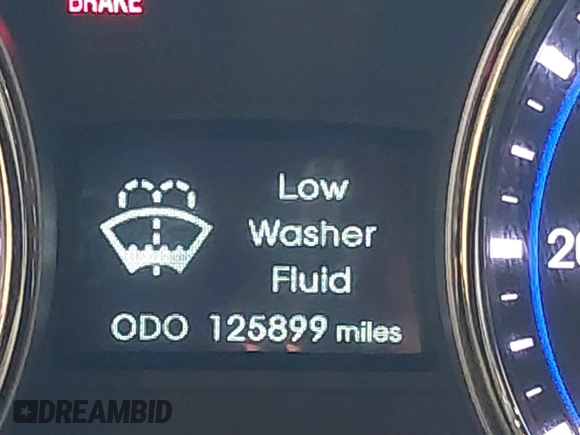 BRAKE
Low
Washer
Fluid
ODO 125899 miles
DREAMBID